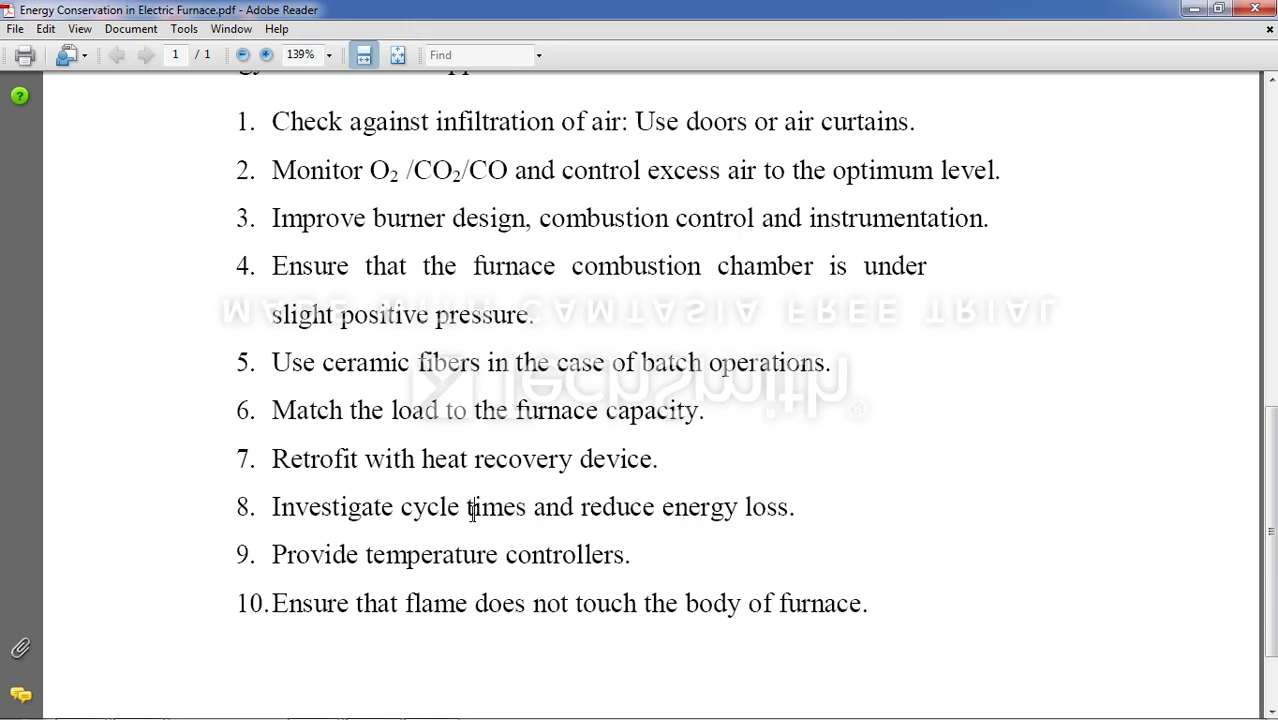 Energy Conservation in Electric Furnace.pdf - Adobe Reader
File Edit View Document Tools Window Help
1 / 1 139% Find
1. Check against infiltration of air: Use doors or air curtains.
2. Monitor O₂ /CO₂/CO and control excess air to the optimum level.
3. Improve burner design, combustion control and instrumentation.
4. Ensure that the furnace combustion chamber is under
slight positive pressure.
MADE WITH CAMTASIA FREE TRIAL
5. Use ceramic fibers in the case of batch operations.
TechSmith®
6. Match the load to the furnace capacity.
7. Retrofit with heat recovery device.
8. Investigate cycle times and reduce energy loss.
9. Provide temperature controllers.
10. Ensure that flame does not touch the body of furnace.